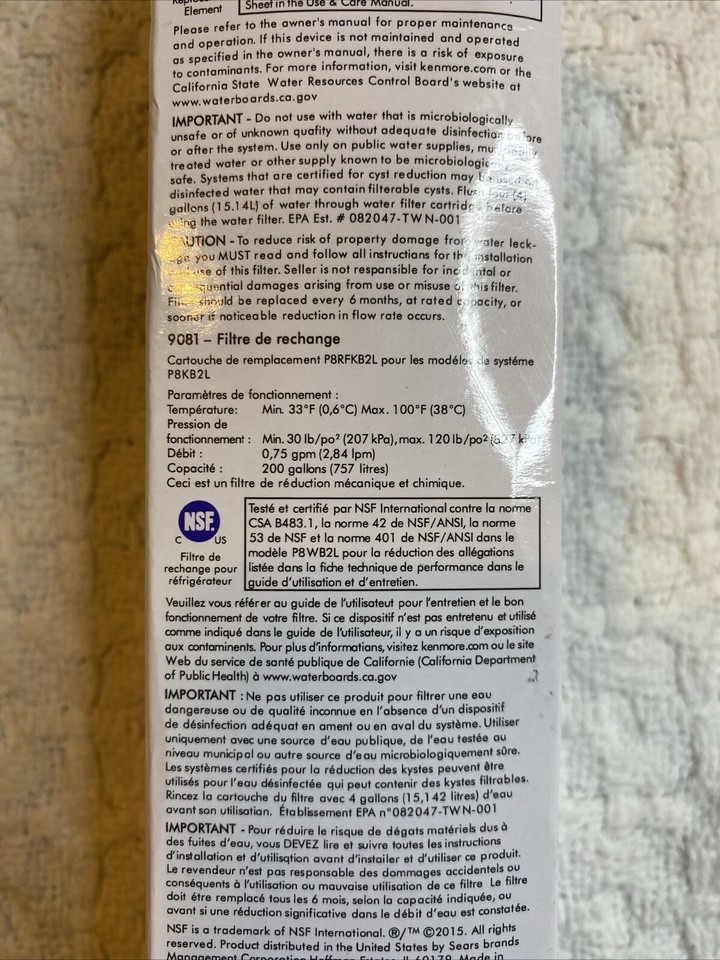 Element
Sheet in the Use & Care Manual.
Please refer to the owner's manual for proper maintenance
and operation. If this device is not maintained and operated
as specified in the owner's manual, there is a risk of exposure
to contaminants. For more information, visit kenmore.com or the
California State Water Resources Control Board's website at
www.waterboards.ca.gov
IMPORTANT - Do not use with water that is microbiologically
unsafe or of unknown quafity without adequate disinfection before
or after the system. Use only on public water supplies,
treated water or other supply known to be microbiologically
safe. Systems that are certified for cyst reduction may be used on
disinfected water that may contain filterable cysts. Flush four (4)
gallons (15.14L) of water through water filter cartridge before
using the water filter. EPA Est. # 082047-TWN-001
CAUTION - To reduce risk of property damage from water leck-
age you MUST read and follow all instructions for the installation
and use of this filter. Seller is not responsible for incidental or
consequential damages arising from use or misuse of this filter.
Filter should be replaced every 6 months, at rated capacity, or
sooner if noticeable reduction in flow rate occurs.
9081 – Filtre de rechange
Cartouche de remplacement P8RFKB2L pour les modéles de systéme
P8KB2L
Paramètres de fonctionnement :
Température: Min. 33°F (0,6°C) Max. 100°F (38°C)
Pression de
fonctionnement : Min. 30 lb/po² (207 kPa), max. 120 lb/po² (827 kPa)
Débit : 0,75 gpm (2,84 lpm)
Capacité : 200 gallons (757 litres)
Ceci est un filtre de réduction mécanique et chimique.
NSF.
C US
Filtre de
rechange pour
réfrigérateur
Testé et certifié par NSF International contre la norme
CSA B483.1, la norme 42 de NSF/ANSI, la norme
53 de NSF et la norme 401 de NSF/ANSI dans le
modèle P8WB2L pour la réduction des allégations
listée dans la fiche technique de performance dans le
guide d'utilisation et d'entretien.
Veuillez vous référer au guide de l'utilisateut pour l'entretien et le bon
fonctionnement de votre filtre. Si ce dispositif n'est pas entretenu et utilisé
comme indiqué dans le guide de l'utilisateur, il y a un risque d'exposition
aux contaminents. Pour plus d'informations, visitez kenmore.com ou le site
Web du service de santé publique de Californie (California Department
of Public Health) à www.waterboards.ca.gov
IMPORTANT : Ne pas utiliser ce produit pour filtrer une eau
dangereuse ou de qualité inconnue en l'absence d'un dispositif
de désinfection adéquat en amont ou en aval du système. Utiliser
uniquement avec une source d'eau publique, de l'eau testée au
niveau municipal ou autre source d'eau microbiologiquement sûre.
Les systèmes certifiés pour la réduction des kystes peuvent être
utilisés pour l'eau désinfectée qui peut contenir des kystes filtrables.
Rincez la cartouche du filtre avec 4 gallons (15,142 litres) d'eau
avant son utilisation. Établissement EPA n°082047-TWN-001
IMPORTANT - Pour réduire le risque de dégats matériels dus à
des fuites d'eau, vous DEVEZ lire et suivre toutes les instructions
d'installation et d'utilisqtion avant d'instailer et d'utiliser ce produit.
Le revendeur n'est pas responsable des dommages accidentels ou
conséquents à l'utilisation ou mauvaise utilisation de ce filtre Le filtre
doit être remplacé tous les 6 mois, selon la capacité indiquée, ou
avant si une réduction significative dans le débit d'eau est constatée.
NSF is a trademark of NSF International. ®/™ ©2015. All rights
reserved. Product distributed in the United States by Sears brands
Management Corporation Hoffman Estates, IL 60179. Made in